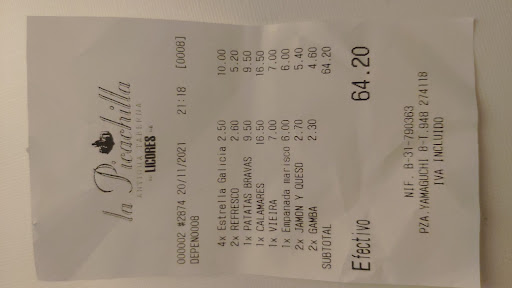 la Picachilla
ANTIGUA TABERNA
LICORES
000002 #2874 20/11/2021 21:18 [0008]
DEPEND008
4x Estrella Galicia 2.50 10.00
2x REFRESCO 2.60 5.20
1x PATATAS BRAVAS 9.50 9.50
1x CALAMARES 16.50 16.50
1x VIEIRA 7.00 7.00
1x Empanada marisco 6.00 6.00
2x JAMON Y QUESO 2.70 5.40
2x GAMBA 2.30 4.60
SUBTOTAL 64.20
Efectivo 64.20
NIF. B-31-790363
PZA.YAMAGUCHI 8-T.948 274118
IVA INCLUIDO